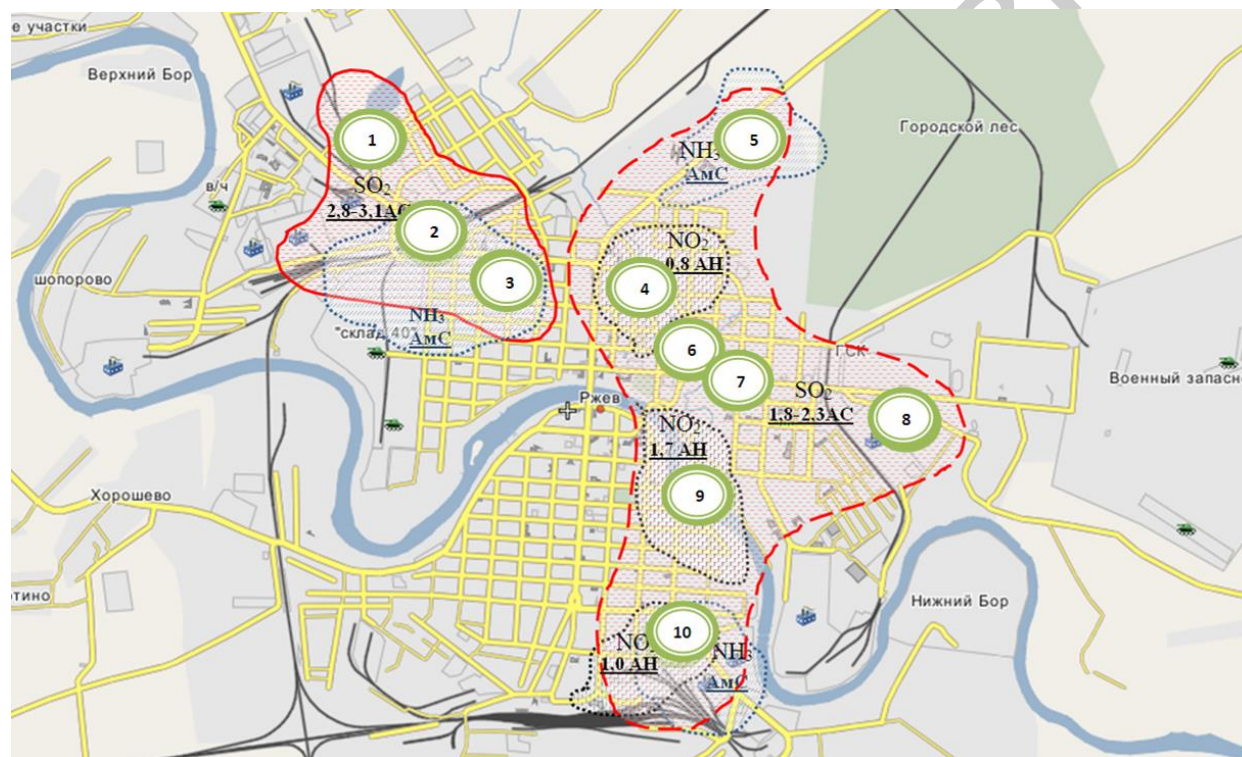 е участки
Верхний Бор
1
5
Городской лес
NH3
АмС
в/ч
SO2
2,8-3,1АС
2
NO2
0,8 АН
шопорово
3
4
NH3
АмС
"склад 40"
6
ГСК
7
Военный запасн
SO2
1,8-2,3АС
8
Ржев
NO2
1,7 АН
Хорошево
9
отино
Нижний Бор
10
NO
1,0 АН
NH3
АмС